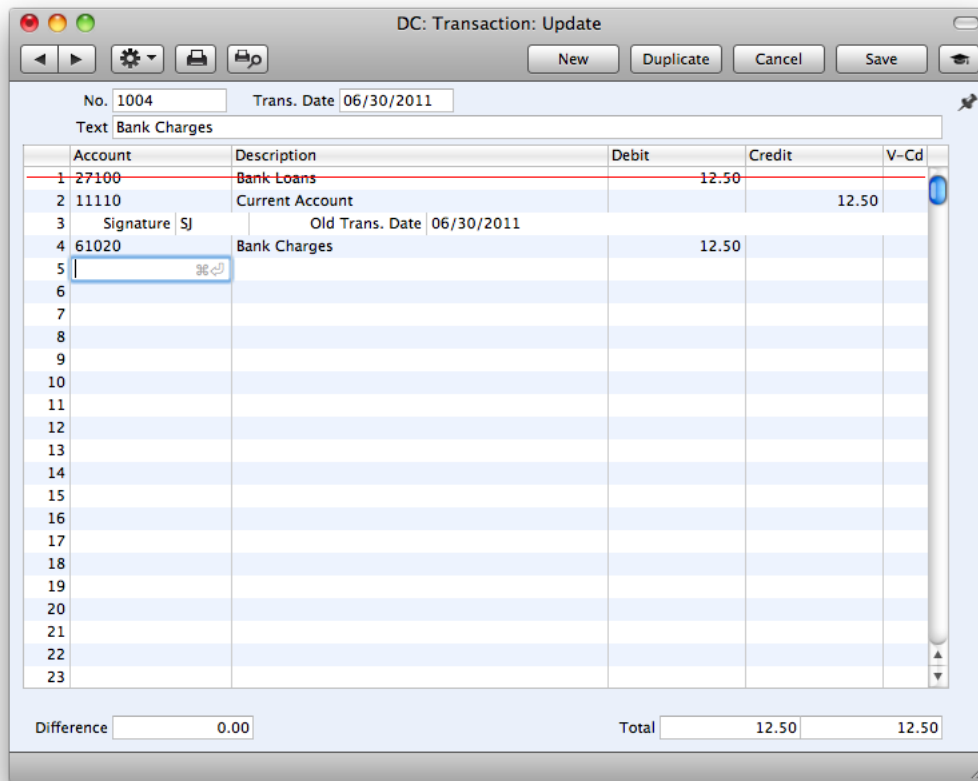 DC: Transaction: Update
New Duplicate Cancel Save
No. 1004 Trans. Date 06/30/2011
Text Bank Charges
Account Description Debit Credit V-Cd
1 27100 Bank Loans 12.50
2 11110 Current Account 12.50
3 Signature SJ Old Trans. Date 06/30/2011
4 61020 Bank Charges 12.50
5 ⌘⏎
6
7
8
9
10
11
12
13
14
15
16
17
18
19
20
21
22
23
Difference 0.00 Total 12.50 12.50